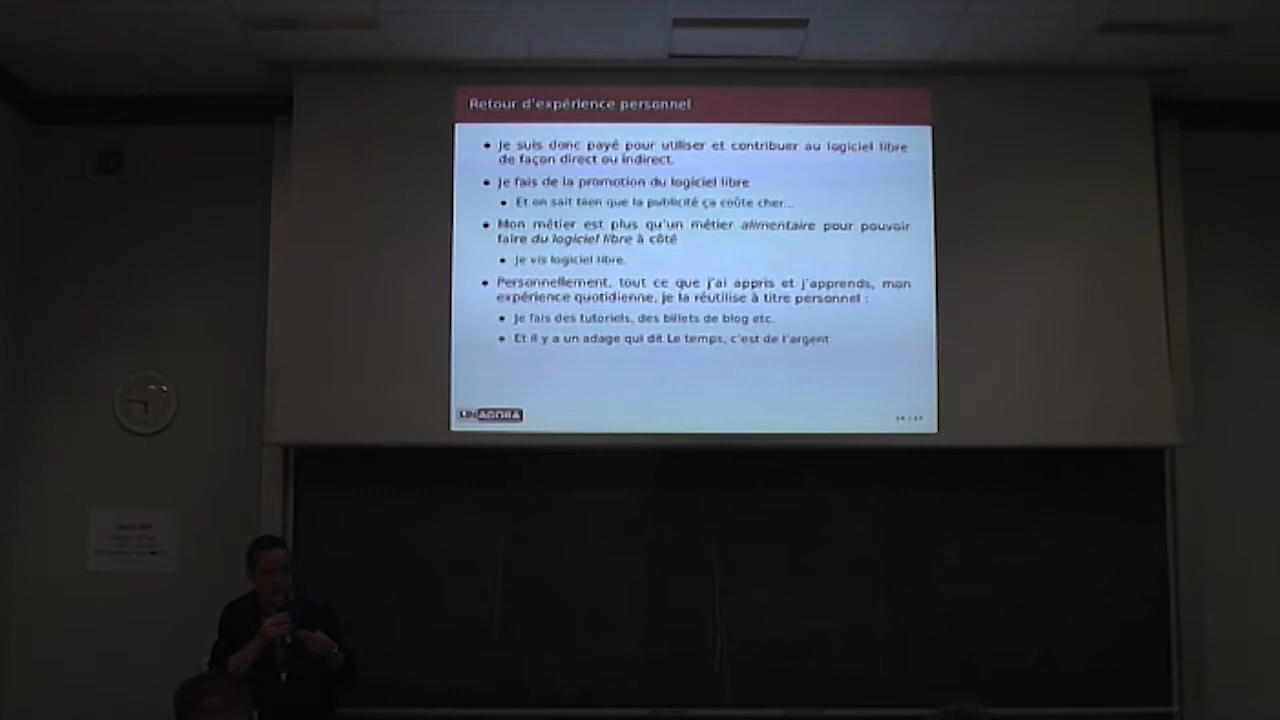 Retour d'expérience personnel
Je suis donc payé pour utiliser et contribuer au logiciel libre
de façon direct ou indirect.
Je fais de la promotion du logiciel libre
Et on sait bien que la publicité ça coûte cher...
Mon métier est plus qu'un métier alimentaire pour pouvoir
faire du logiciel libre à côté
Je vis logiciel libre.
Personnellement, tout ce que j'ai appris et j'apprends, mon
expérience quotidienne, je la réutilise à titre personnel :
Je fais des tutoriels, des billets de blog etc.
Et il y a un adage qui dit Le temps, c'est de l'argent
AGORA